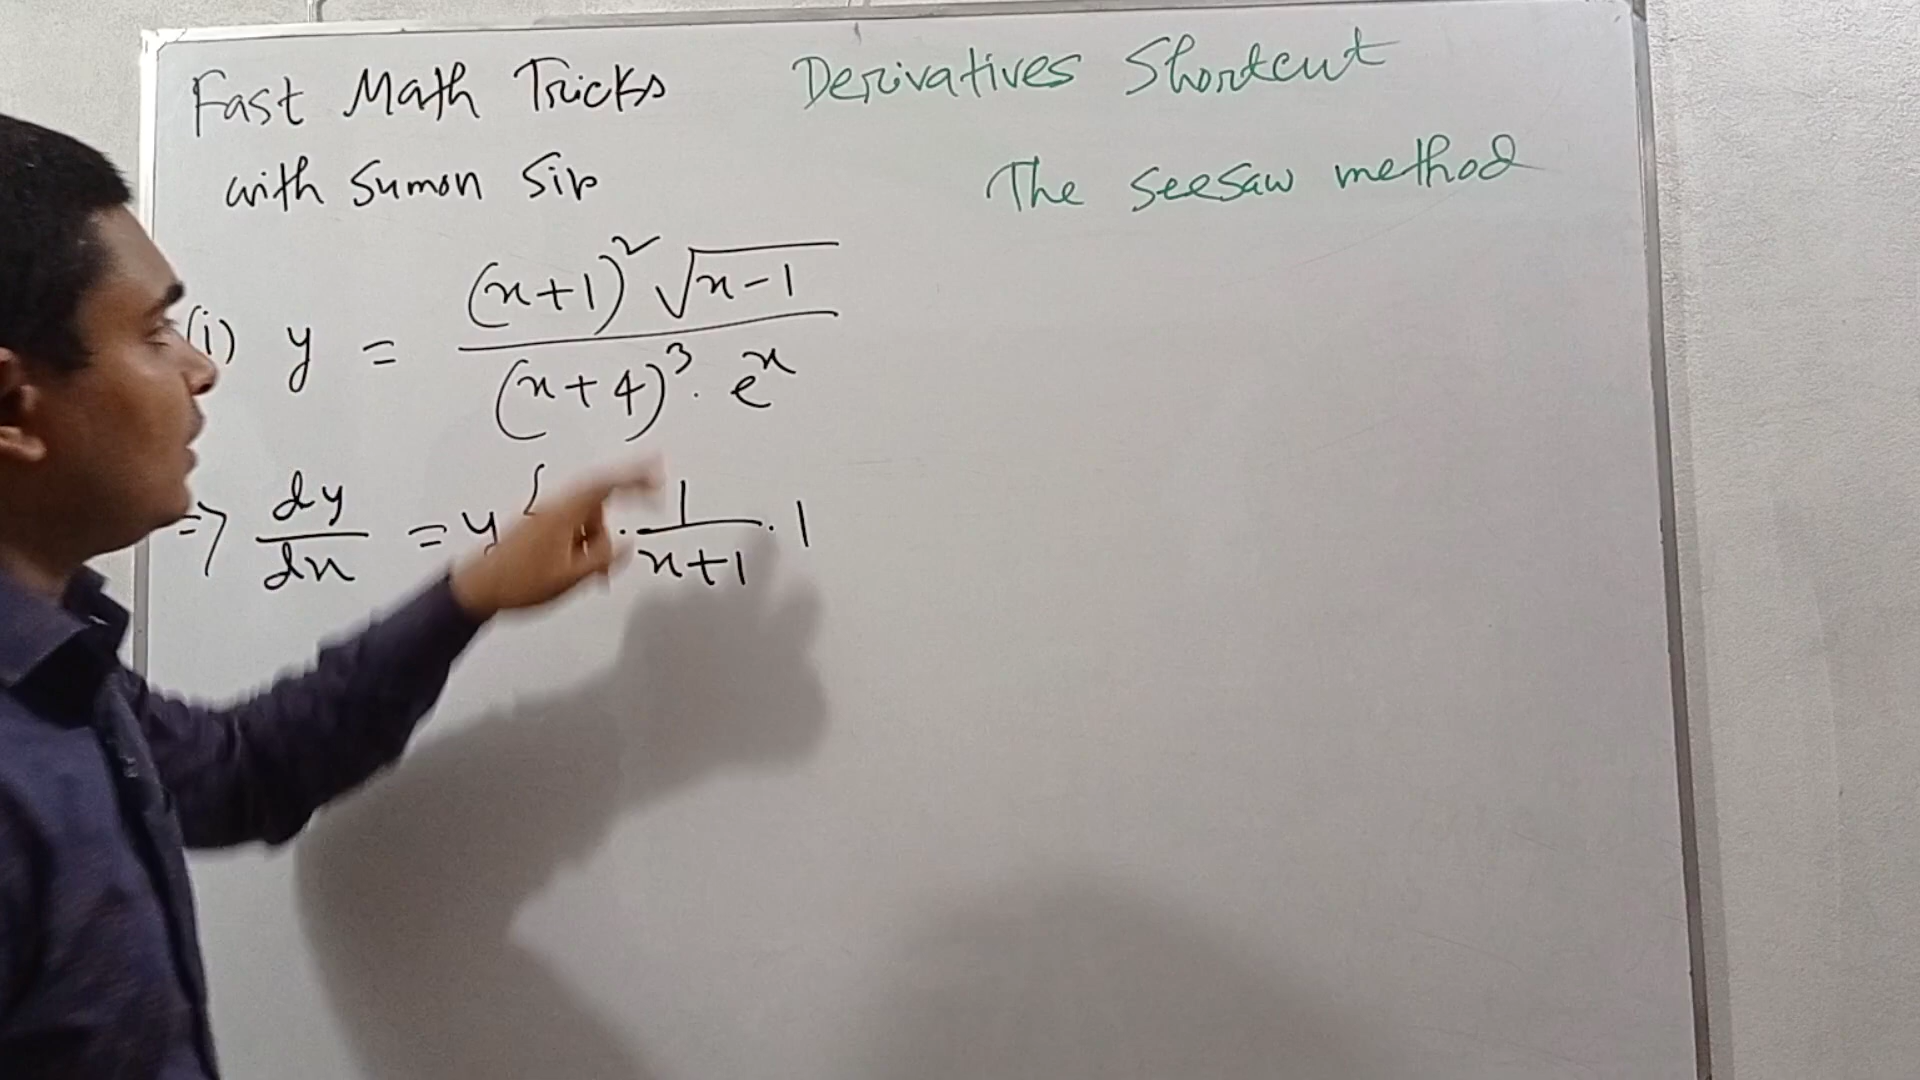 Fast Math Tricks
with Sumon Sir
Derivatives Shortcut
The seesaw method
(i) y = (x+1)² √(x-1) / (x+4)³ · eˣ
=> dy/dx = y { · 1/(x+1) · 1